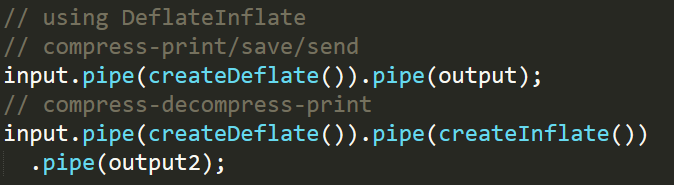 // using DeflateInflate
// compress-print/save/send
input.pipe(createDeflate()).pipe(output);
// compress-decompress-print
input.pipe(createDeflate()).pipe(createInflate())
  .pipe(output2);